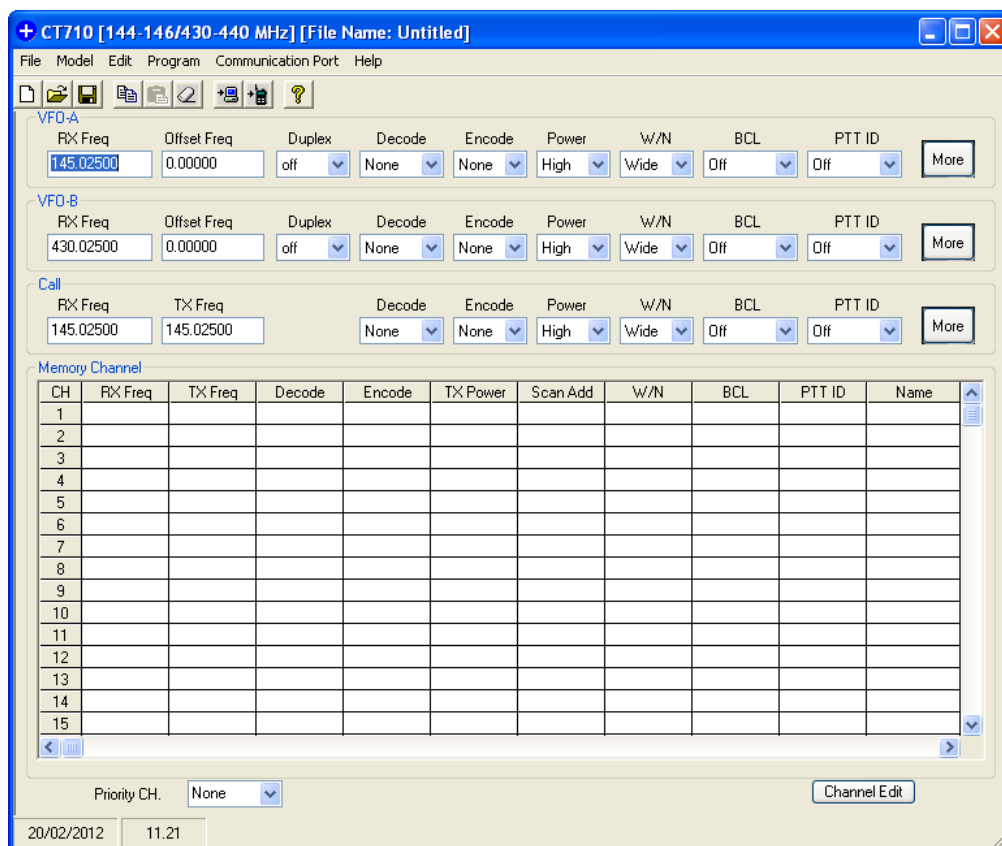 CT710 [144-146/430-440 MHz] [File Name: Untitled]
File Model Edit Program Communication Port Help
VFO-A
RX Freq Offset Freq Duplex Decode Encode Power W/N BCL PTT ID
145.02500 0.00000 off None None High Wide Off Off More
VFO-B
RX Freq Offset Freq Duplex Decode Encode Power W/N BCL PTT ID
430.02500 0.00000 off None None High Wide Off Off More
Call
RX Freq TX Freq Decode Encode Power W/N BCL PTT ID
145.02500 145.02500 None None High Wide Off Off More
Memory Channel
CH RX Freq TX Freq Decode Encode TX Power Scan Add W/N BCL PTT ID Name
1
2
3
4
5
6
7
8
9
10
11
12
13
14
15
Priority CH. None Channel Edit
20/02/2012 11.21